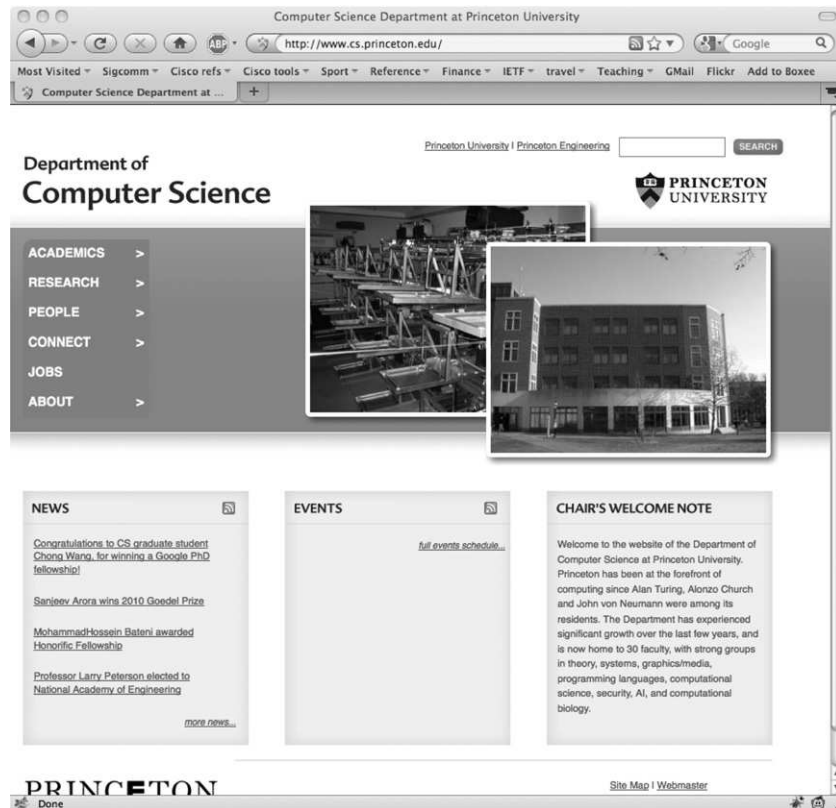 Computer Science Department at Princeton University
ABP
http://www.cs.princeton.edu/
Google
Most Visited Sigcomm Cisco refs Cisco tools Sport Reference Finance IETF travel Teaching GMail Flickr Add to Boxee
Computer Science Department at ... +
Princeton University I Princeton Engineering SEARCH
Department of
Computer Science
PRINCETON
UNIVERSITY
ACADEMICS >
RESEARCH >
PEOPLE >
CONNECT >
JOBS
ABOUT >
NEWS
Congratulations to CS graduate student
Chong Wang, for winning a Google PhD
fellowship!
Sanjeev Arora wins 2010 Goedel Prize
MohammadHossein Bateni awarded
Honorific Fellowship
Professor Larry Peterson elected to
National Academy of Engineering
more news...
EVENTS
full events schedule...
CHAIR'S WELCOME NOTE
Welcome to the website of the Department of
Computer Science at Princeton University.
Princeton has been at the forefront of
computing since Alan Turing, Alonzo Church
and John von Neumann were among its
residents. The Department has experienced
significant growth over the last few years, and
is now home to 30 faculty, with strong groups
in theory, systems, graphics/media,
programming languages, computational
science, security, AI, and computational
biology.
PRINCETON
Site Map I Webmaster
Done